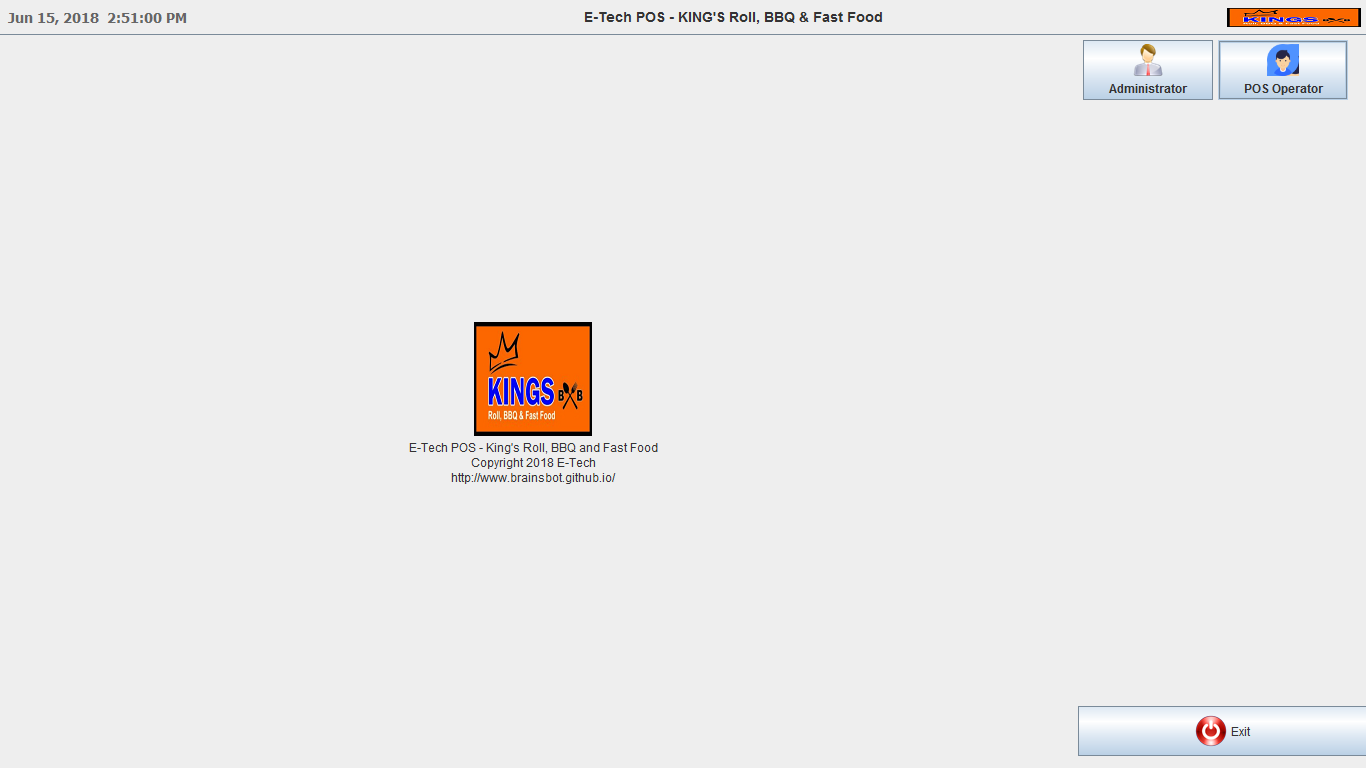 Jun 15, 2018 2:51:00 PM
E-Tech POS - KING'S Roll, BBQ & Fast Food
KINGS
Administrator
POS Operator
KINGS B B
Roll, BBQ & Fast Food
E-Tech POS - King's Roll, BBQ and Fast Food
Copyright 2018 E-Tech
http://www.brainsbot.github.io/
Exit